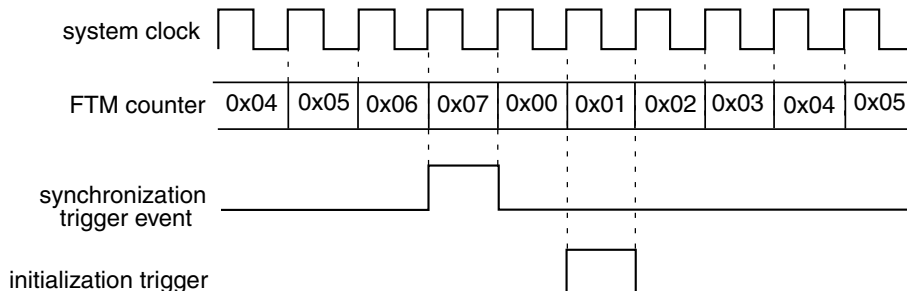 system clock
FTM counter 0x04 0x05 0x06 0x07 0x00 0x01 0x02 0x03 0x04 0x05
synchronization
trigger event
initialization trigger